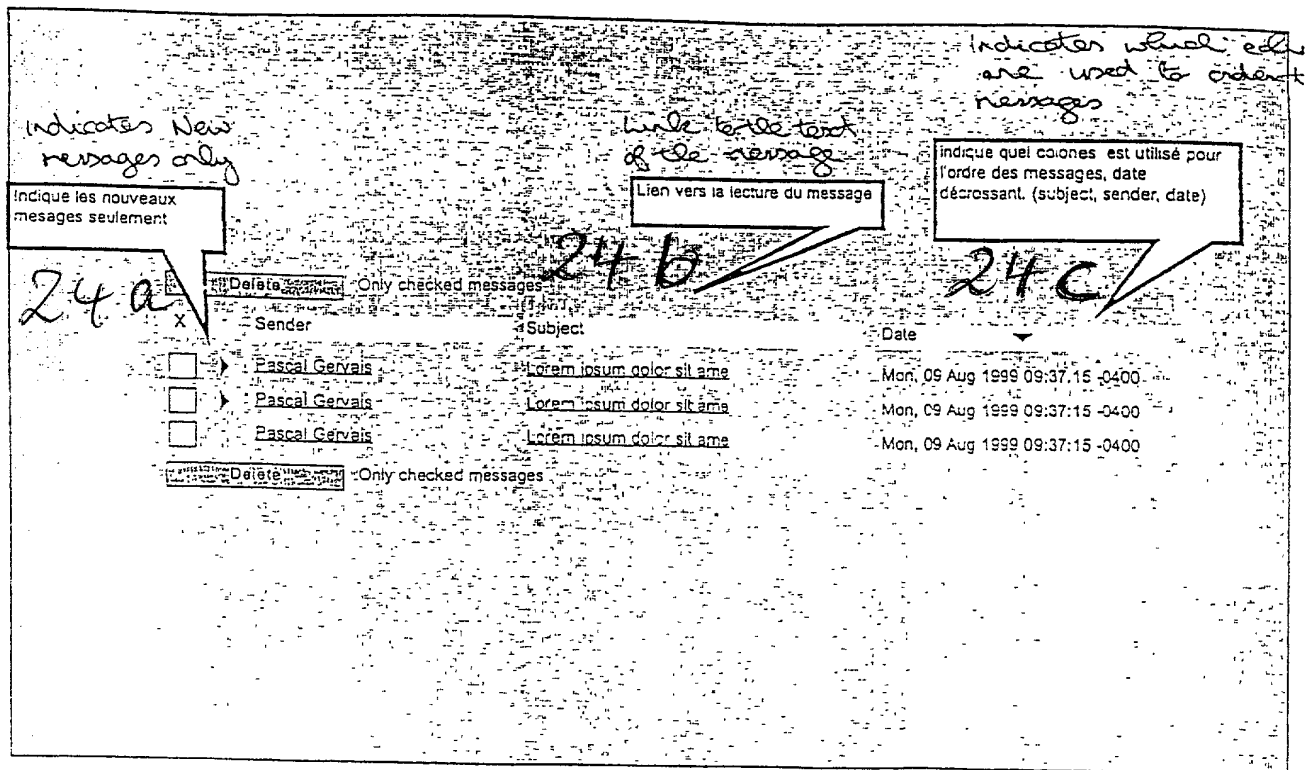 indicates which
are used to order
messages
indicates New
messages only
Link to the text
of the message
Indique les nouveaux
mesages seulement
Lien vers la lecture du message
indique quel colones est utilisé pour
l'ordre des messages, date
décrossant. (subject, sender, date)
24a
24b
24c
Delete Only checked messages
X Sender Subject Date
Pascal Gervais Lorem ipsum dolor sit ame Mon, 09 Aug 1999 09:37:15 -0400
Pascal Gervais Lorem ipsum dolor sit ame Mon, 09 Aug 1999 09:37:15 -0400
Pascal Gervais Lorem ipsum dolor sit ame Mon, 09 Aug 1999 09:37:15 -0400
Delete Only checked messages